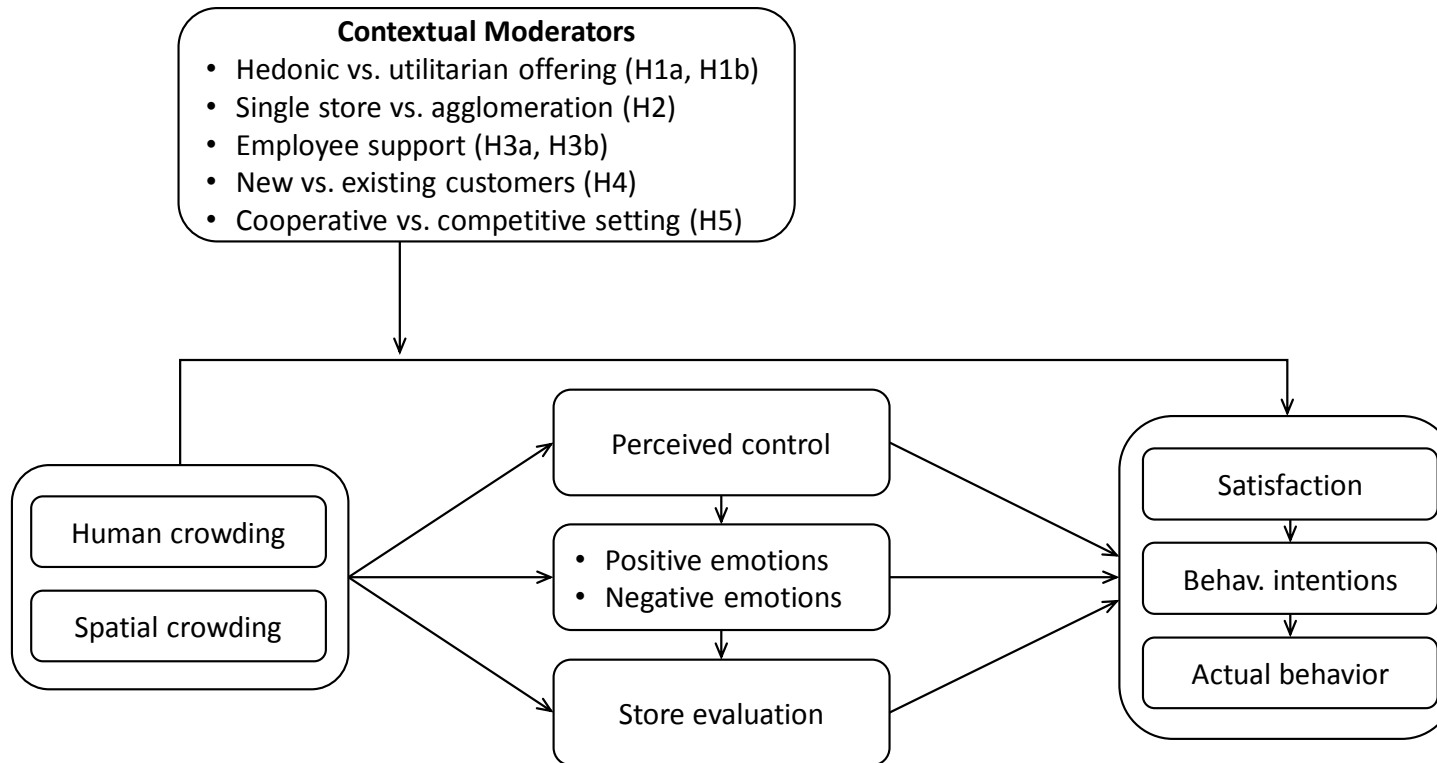 Contextual Moderators
• Hedonic vs. utilitarian offering (H1a, H1b)
• Single store vs. agglomeration (H2)
• Employee support (H3a, H3b)
• New vs. existing customers (H4)
• Cooperative vs. competitive setting (H5)
Human crowding
Spatial crowding
Perceived control
• Positive emotions
• Negative emotions
Store evaluation
Satisfaction
Behav. intentions
Actual behavior